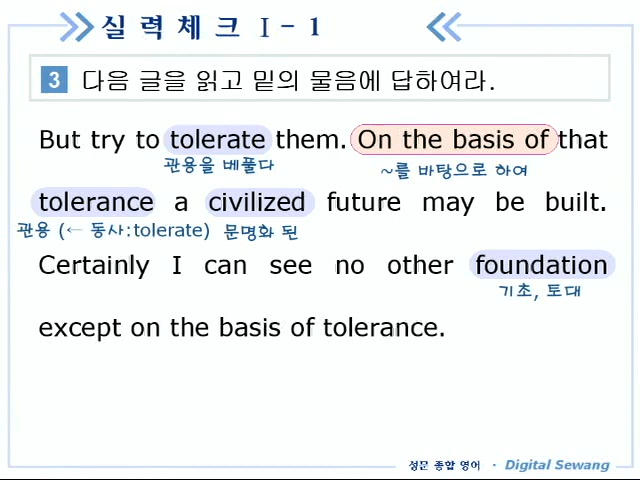 실력체크 I - 1
3 다음 글을 읽고 밑의 물음에 답하여라.
But try to tolerate them. On the basis of that
관용을 베풀다 ~를 바탕으로 하여
tolerance a civilized future may be built.
관용 (← 동사:tolerate) 문명화 된
Certainly I can see no other foundation
기초, 토대
except on the basis of tolerance.
성문 종합 영어 · Digital Sewang